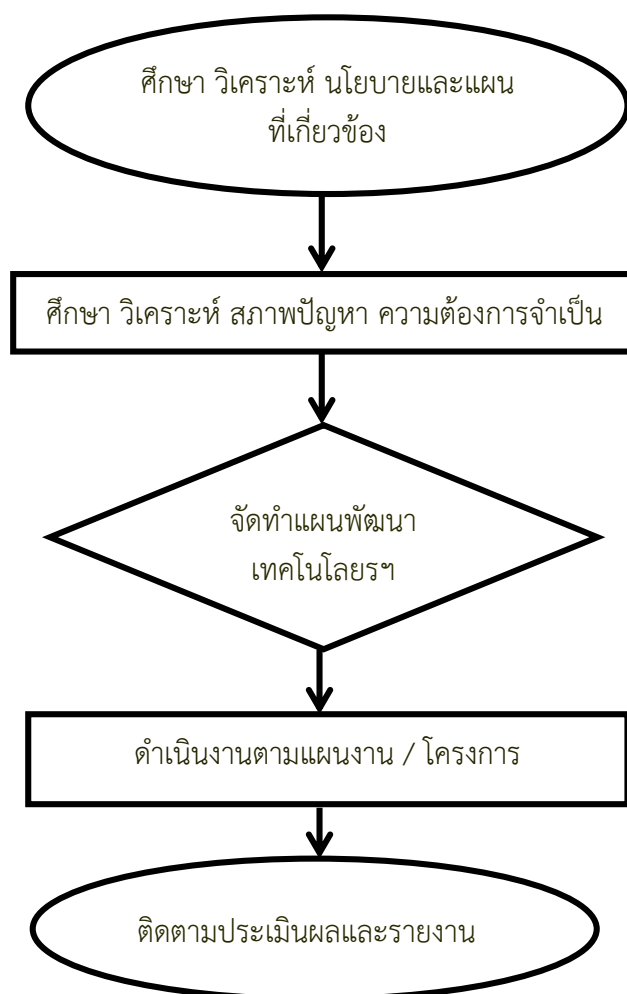 ศึกษา วิเคราะห์ นโยบายและแผน
ที่เกี่ยวข้อง
ศึกษา วิเคราะห์ สภาพปัญหา ความต้องการจำเป็น
จัดทำแผนพัฒนา
เทคโนโลยรฯ
ดำเนินงานตามแผนงาน / โครงการ
ติดตามประเมินผลและรายงาน